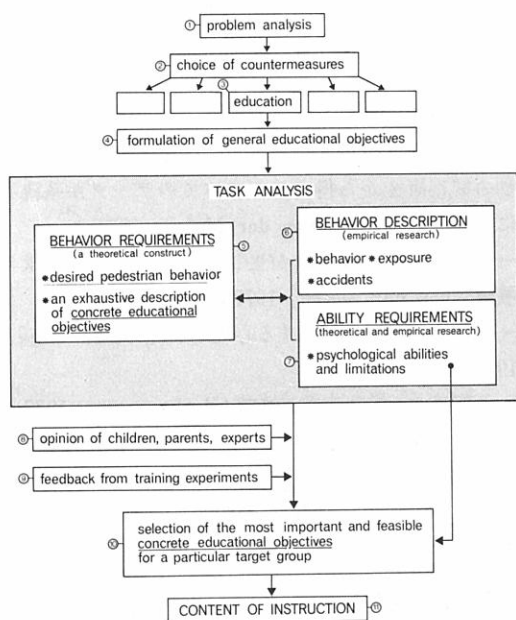 ① problem analysis
② choice of countermeasures
③ education
④ formulation of general educational objectives
TASK ANALYSIS
BEHAVIOR REQUIREMENTS ⑤
(a theoretical construct)
* desired pedestrian behavior
* an exhaustive description
of concrete educational
objectives
⑥ BEHAVIOR DESCRIPTION
(empirical research)
* behavior * exposure
* accidents
ABILITY REQUIREMENTS
(theoretical and empirical research)
⑦ * psychological abilities
and limitations
⑧ opinion of children, parents, experts
⑨ feedback from training experiments
selection of the most important and feasible
⑩ concrete educational objectives
for a particular target group
CONTENT OF INSTRUCTION ⑪